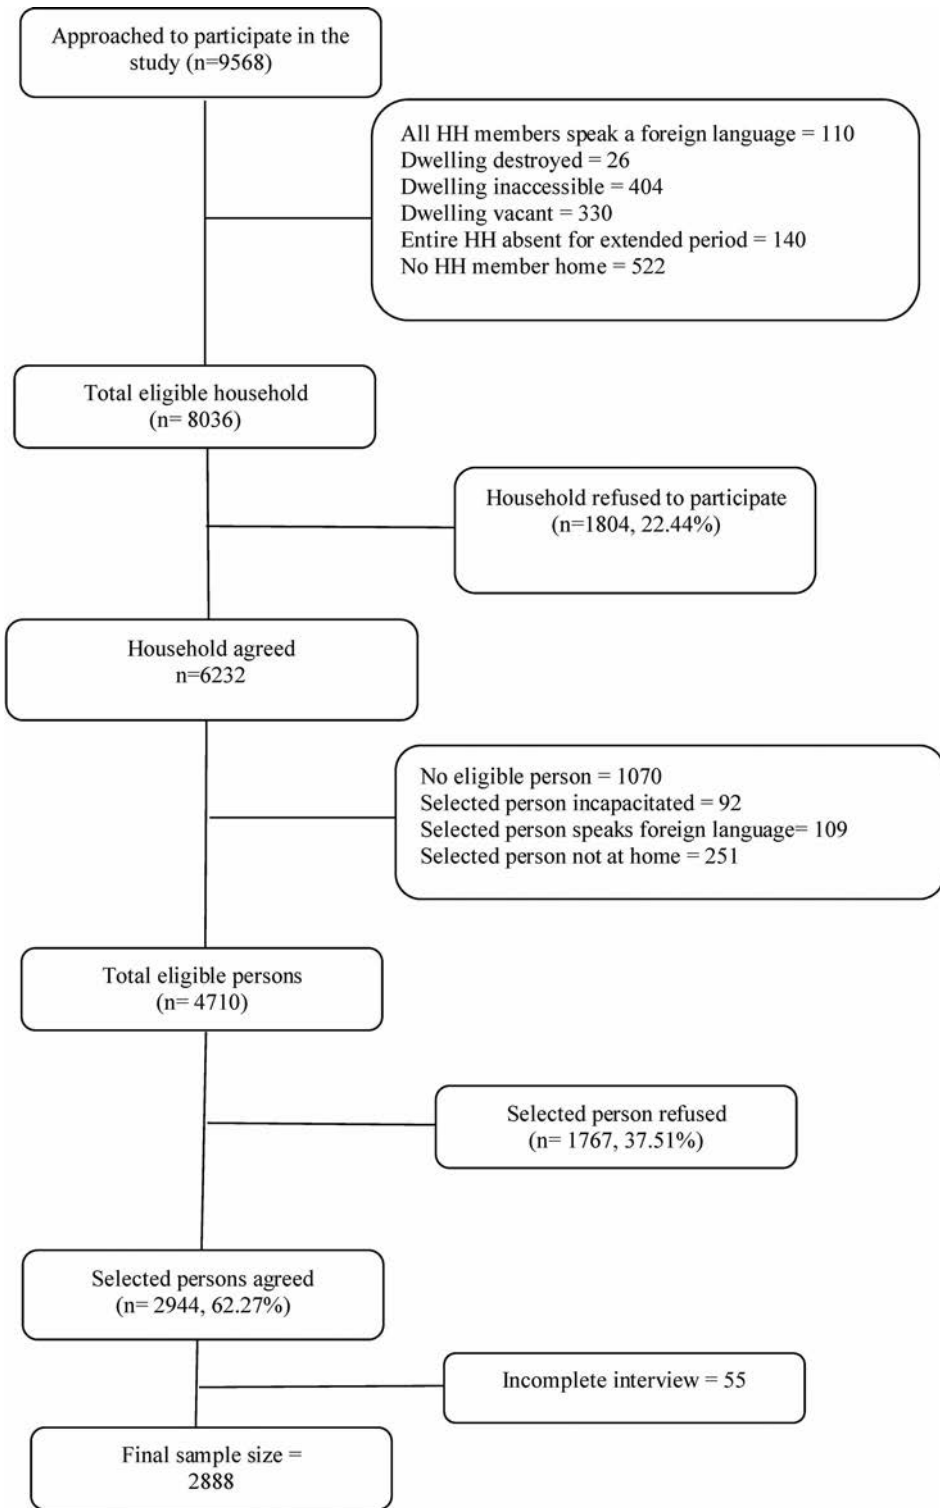 Approached to participate in the
study (n=9568)
All HH members speak a foreign language = 110
Dwelling destroyed = 26
Dwelling inaccessible = 404
Dwelling vacant = 330
Entire HH absent for extended period = 140
No HH member home = 522
Total eligible household
(n= 8036)
Household refused to participate
(n=1804, 22.44%)
Household agreed
n=6232
No eligible person = 1070
Selected person incapacitated = 92
Selected person speaks foreign language= 109
Selected person not at home = 251
Total eligible persons
(n= 4710)
Selected person refused
(n= 1767, 37.51%)
Selected persons agreed
(n= 2944, 62.27%)
Incomplete interview = 55
Final sample size =
2888